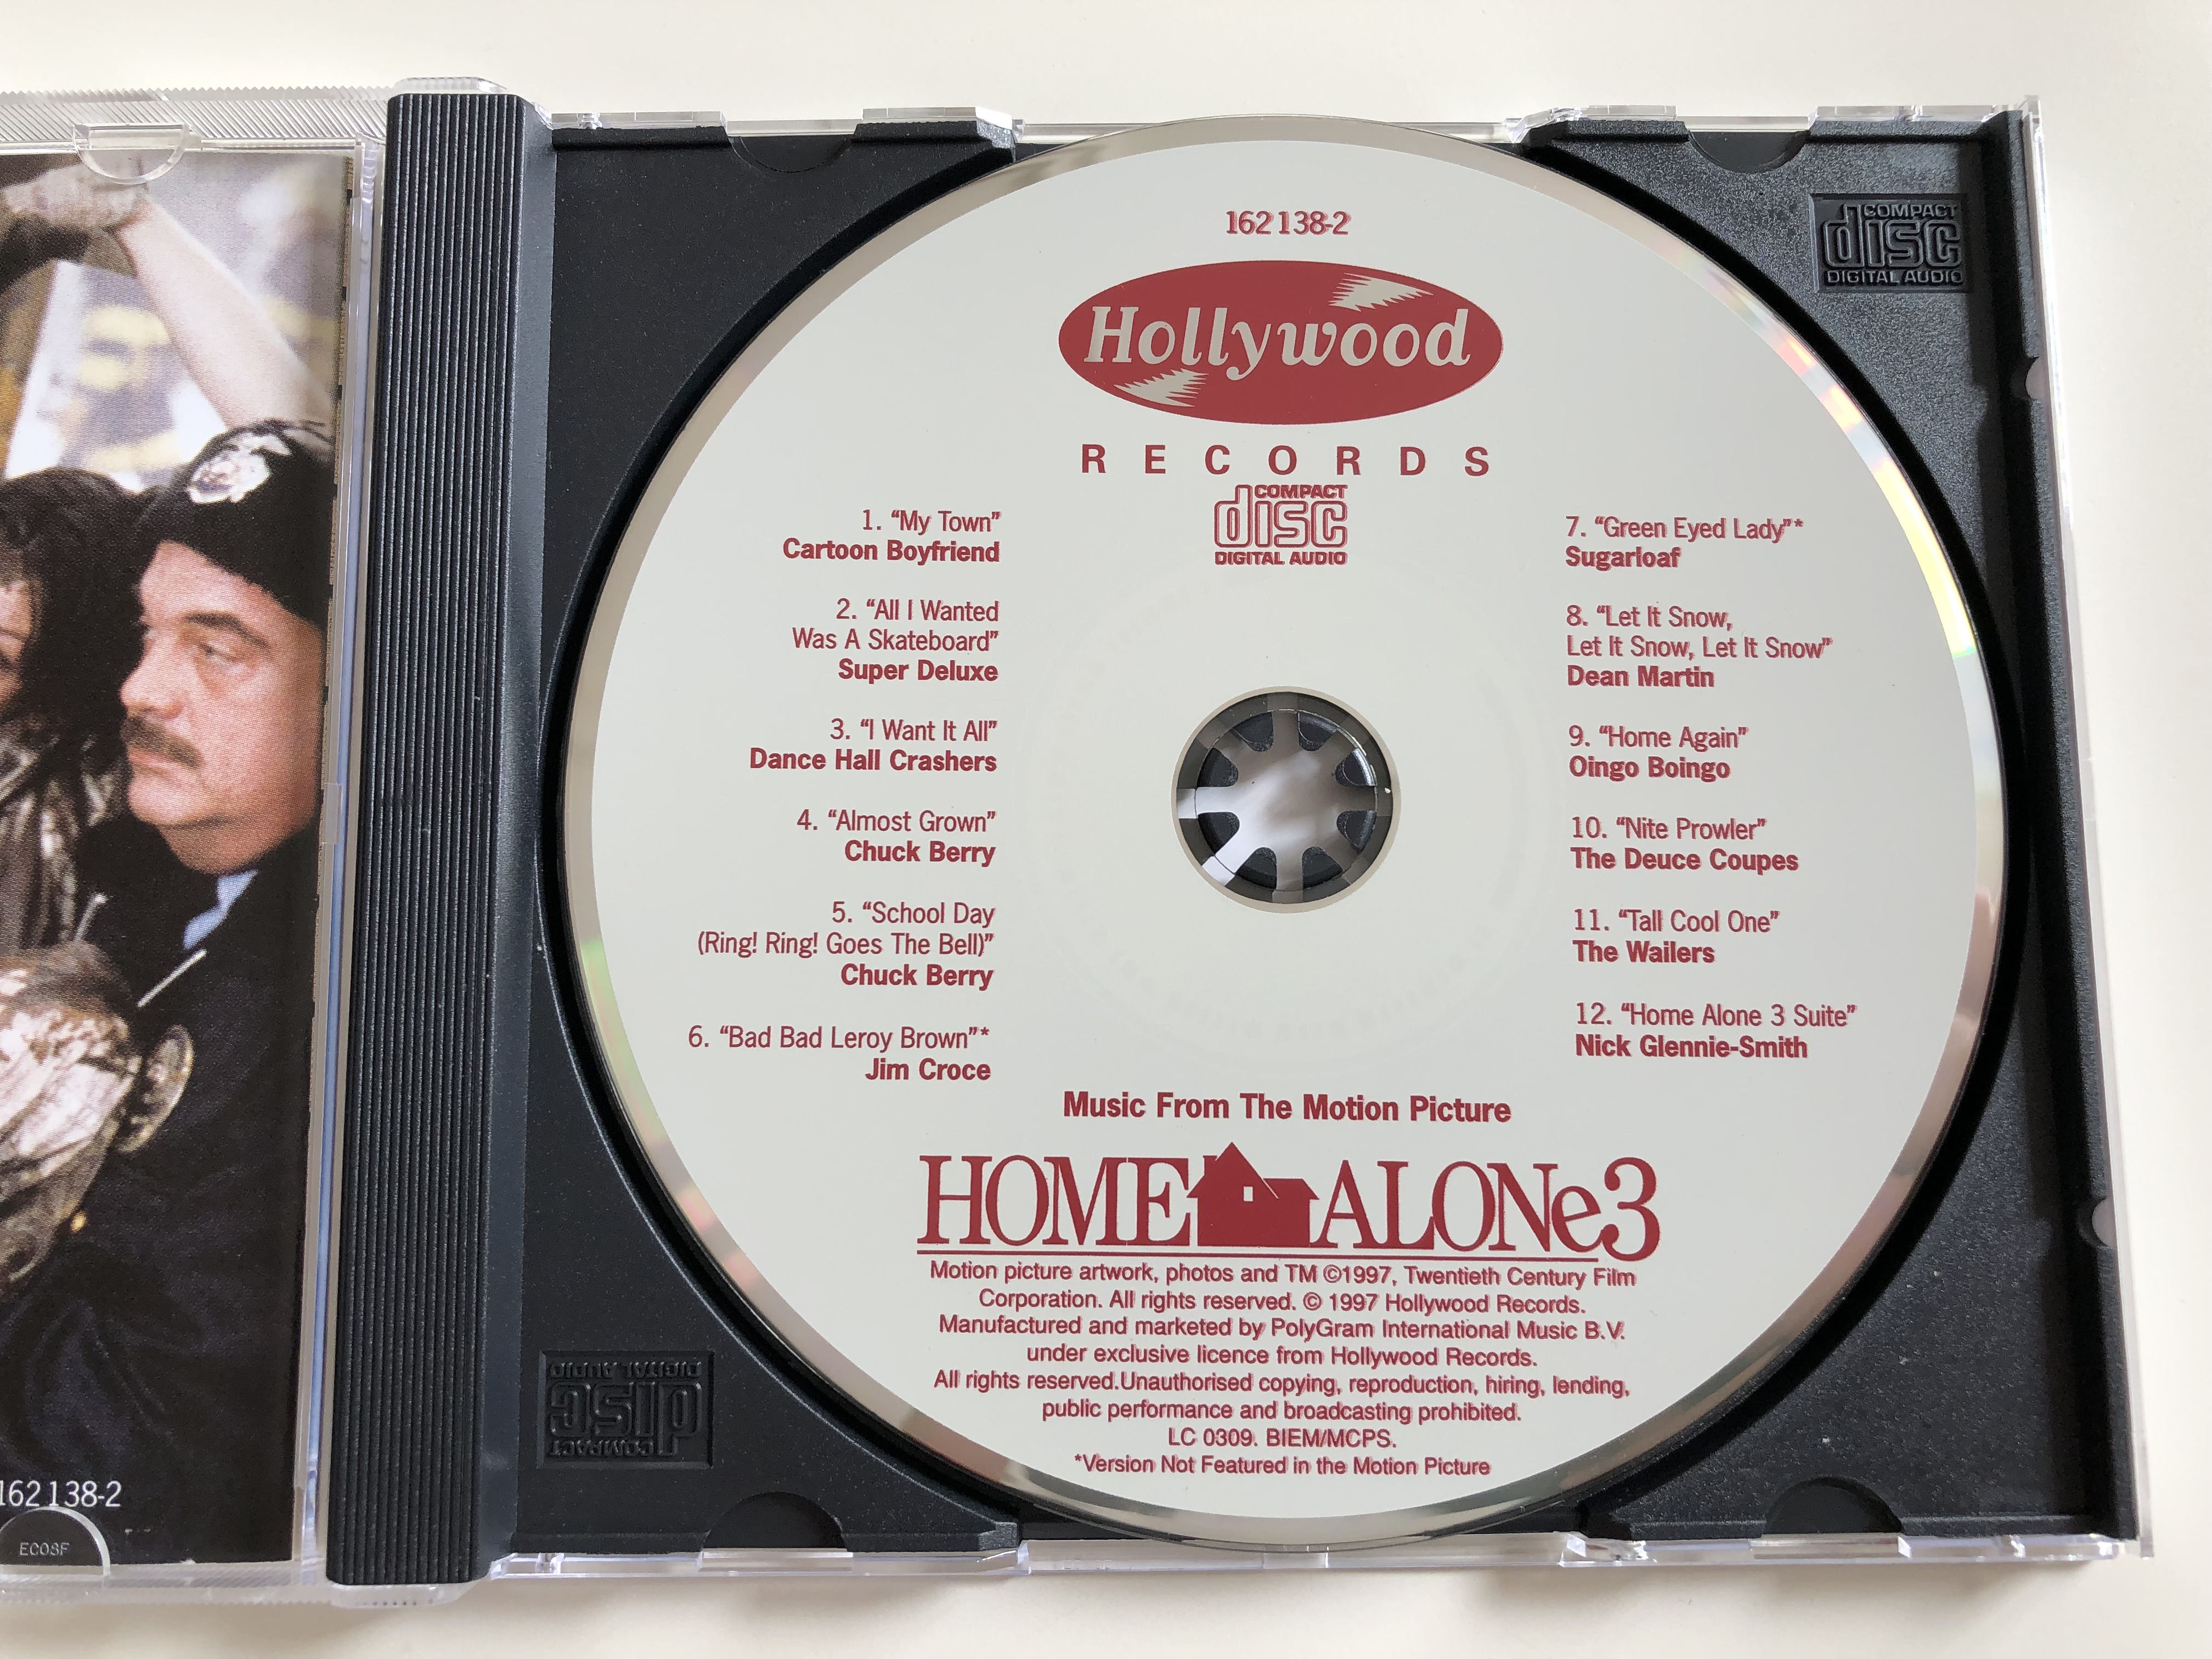 162 138-2
Hollywood
RECORDS
COMPACT
disc
DIGITAL AUDIO
1. “My Town”
Cartoon Boyfriend
2. “All I Wanted
Was A Skateboard”
Super Deluxe
3. “I Want It All”
Dance Hall Crashers
4. “Almost Grown”
Chuck Berry
5. “School Day
(Ring! Ring! Goes The Bell)”
Chuck Berry
6. “Bad Bad Leroy Brown”*
Jim Croce
7. “Green Eyed Lady”*
Sugarloaf
8. “Let It Snow,
Let It Snow, Let It Snow”
Dean Martin
9. “Home Again”
Oingo Boingo
10. “Nite Prowler”
The Deuce Coupes
11. “Tall Cool One”
The Wailers
12. “Home Alone 3 Suite”
Nick Glennie-Smith
Music From The Motion Picture
HOME ALONe3
Motion picture artwork, photos and TM ©1997, Twentieth Century Film
Corporation. All rights reserved. © 1997 Hollywood Records.
Manufactured and marketed by PolyGram International Music B.V.
under exclusive licence from Hollywood Records.
All rights reserved.Unauthorised copying, reproduction, hiring, lending,
public performance and broadcasting prohibited.
LC 0309. BIEM/MCPS.
*Version Not Featured in the Motion Picture
COMPACT
disc
DIGITAL AUDIO
COMPACT
disc
DIGITAL AUDIO
162 138-2
EC08F